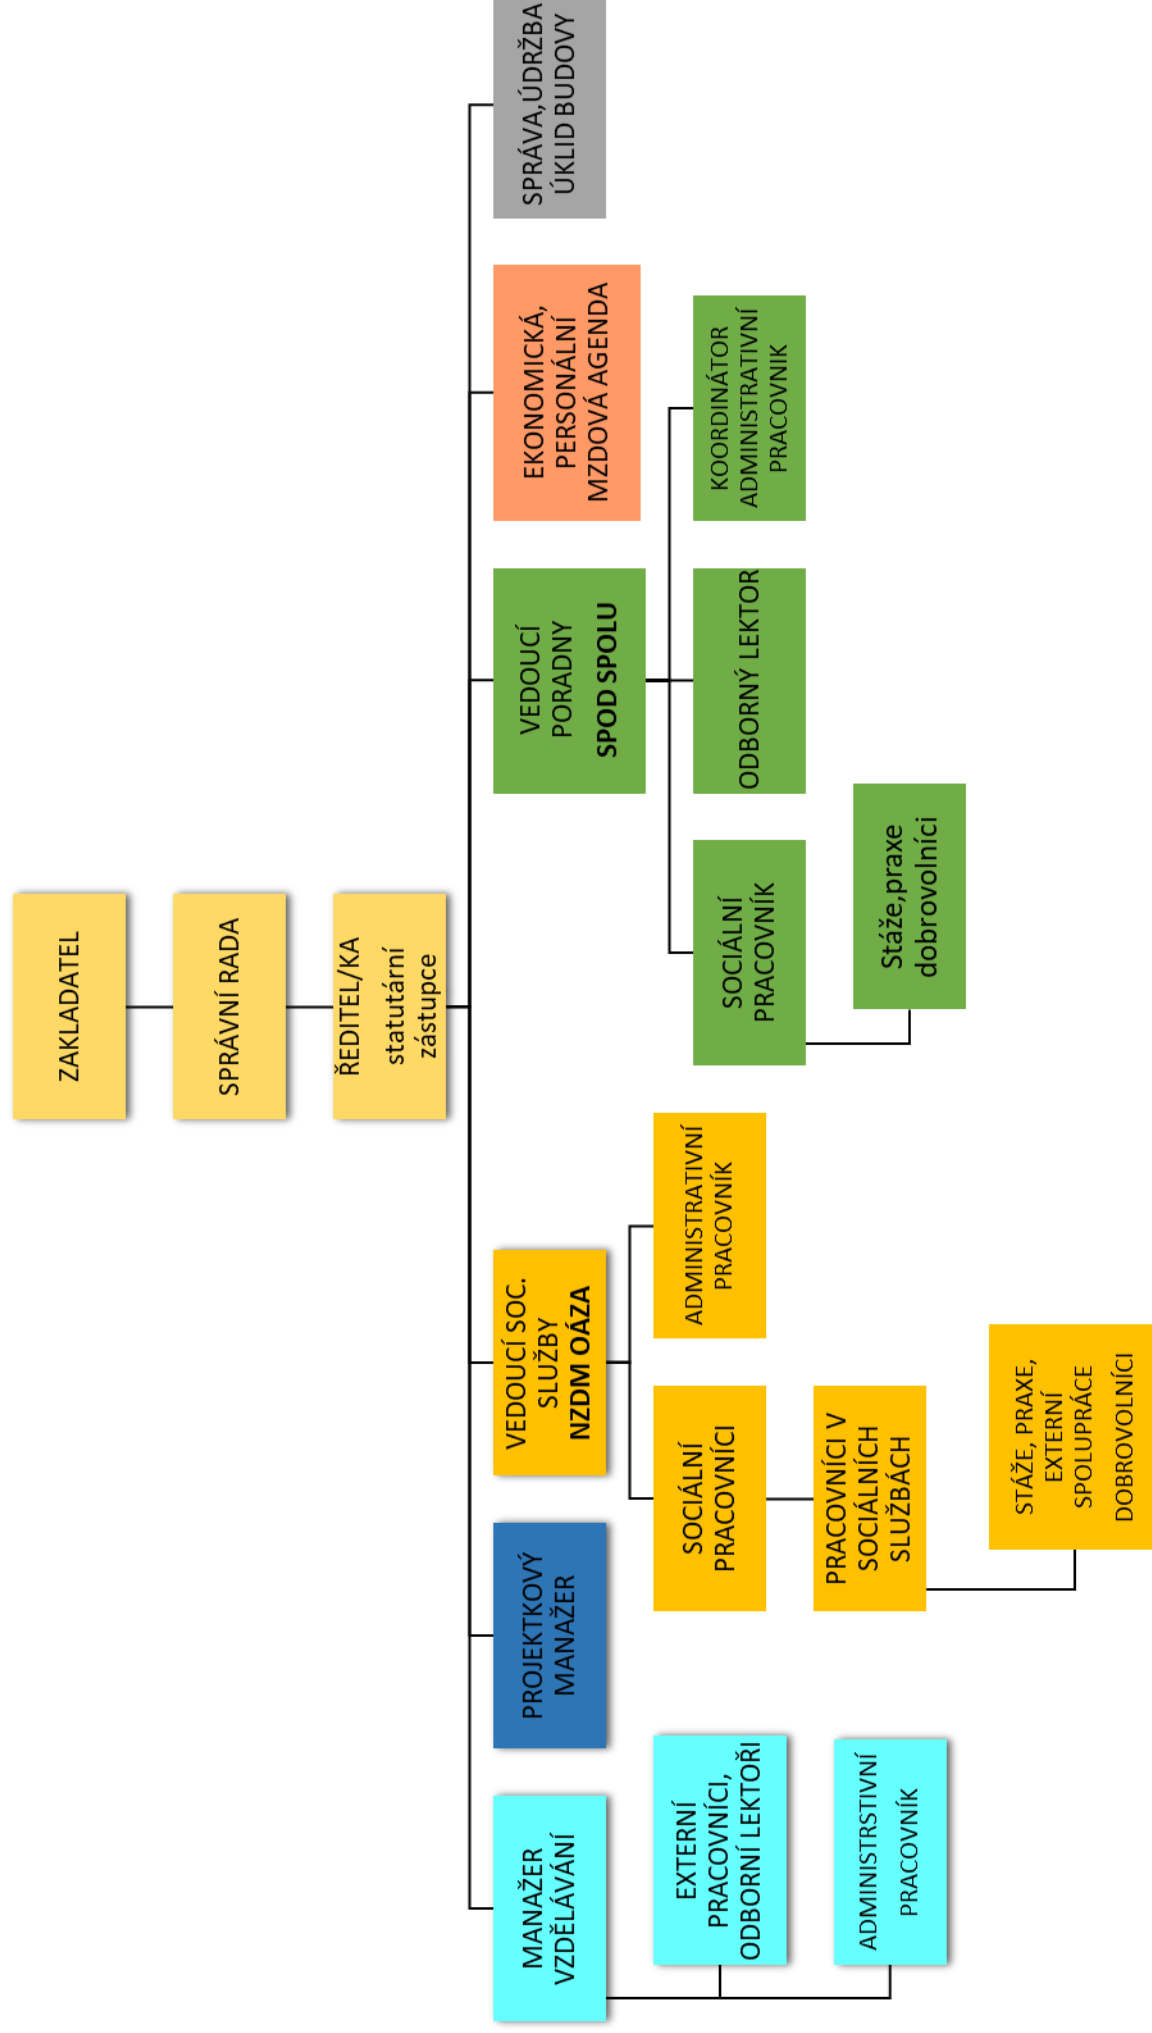 ZAKLADATEL
SPRÁVNÍ RADA
ŘEDITEL/KA
statutární
zástupce
MANAŽER
VZDĚLÁVÁNÍ
EXTERNÍ
PRACOVNÍCI,
ODBORNÍ LEKTOŘI
ADMINISTRSTIVNÍ
PRACOVNÍK
PROJEKTKOVÝ
MANAŽER
VEDOUCÍ SOC.
SLUŽBY
NZDM OÁZA
SOCIÁLNÍ
PRACOVNÍCI
PRACOVNÍCI V
SOCIÁLNÍCH
SLUŽBÁCH
STÁŽE, PRAXE,
EXTERNÍ
SPOLUPRÁCE
DOBROVOLNÍCI
ADMINISTRATIVNÍ
PRACOVNÍK
VEDOUCÍ
PORADNY
SPOD SPOLU
SOCIÁLNÍ
PRACOVNÍK
Stáže,praxe
dobrovolníci
ODBORNÝ LEKTOR
KOORDINÁTOR
ADMINISTRATIVNÍ
PRACOVNIK
EKONOMICKÁ,
PERSONÁLNÍ
MZDOVÁ AGENDA
SPRÁVA,ÚDRŽBA
ÚKLID BUDOVY